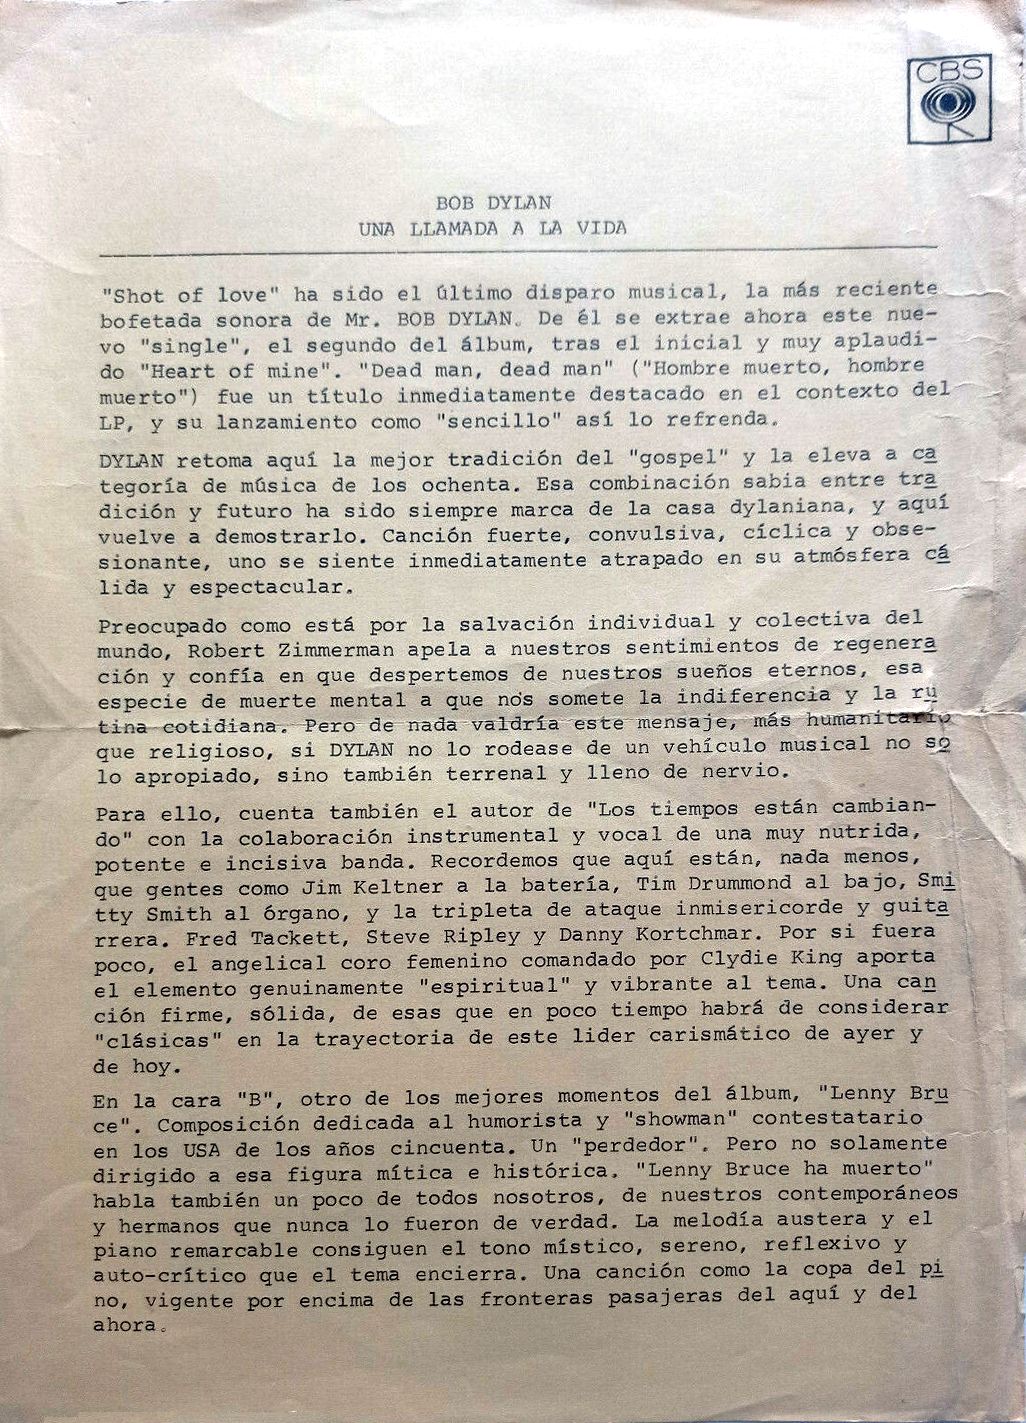 CBS
BOB DYLAN
UNA LLAMADA A LA VIDA
"Shot of love" ha sido el último disparo musical, la más reciente
bofetada sonora de Mr. BOB DYLAN. De él se extrae ahora este nue-
vo "single", el segundo del álbum, tras el inicial y muy aplaudi-
do "Heart of mine". "Dead man, dead man" ("Hombre muerto, hombre
muerto") fue un título inmediatamente destacado en el contexto del
LP, y su lanzamiento como "sencillo" así lo refrenda.
DYLAN retoma aquí la mejor tradición del "gospel" y la eleva a ca
tegoría de música de los ochenta. Esa combinación sabia entre tra
dición y futuro ha sido siempre marca de la casa dylaniana, y aquí
vuelve a demostrarlo. Canción fuerte, convulsiva, cíclica y obse-
sionante, uno se siente inmediatamente atrapado en su atmósfera cá
lida y espectacular.
Preocupado como está por la salvación individual y colectiva del
mundo, Robert Zimmerman apela a nuestros sentimientos de regenera
ción y confía en que despertemos de nuestros sueños eternos, esa
especie de muerte mental a que nos somete la indiferencia y la ru
tina cotidiana. Pero de nada valdría este mensaje, más humanitario
que religioso, si DYLAN no lo rodease de un vehículo musical no so
lo apropiado, sino también terrenal y lleno de nervio.
Para ello, cuenta también el autor de "Los tiempos están cambian-
do" con la colaboración instrumental y vocal de una muy nutrida,
potente e incisiva banda. Recordemos que aquí están, nada menos,
que gentes como Jim Keltner a la batería, Tim Drummond al bajo, Smi
tty Smith al órgano, y la tripleta de ataque inmisericorde y guita
rrera. Fred Tackett, Steve Ripley y Danny Kortchmar. Por si fuera
poco, el angelical coro femenino comandado por Clydie King aporta
el elemento genuinamente "espiritual" y vibrante al tema. Una can
ción firme, sólida, de esas que en poco tiempo habrá de considerar
"clásicas" en la trayectoria de este lider carismático de ayer y
de hoy.
En la cara "B", otro de los mejores momentos del álbum, "Lenny Bru
ce". Composición dedicada al humorista y "showman" contestatario
en los USA de los años cincuenta. Un "perdedor". Pero no solamente
dirigido a esa figura mítica e histórica. "Lenny Bruce ha muerto"
habla también un poco de todos nosotros, de nuestros contemporáneos
y hermanos que nunca lo fueron de verdad. La melodía austera y el
piano remarcable consiguen el tono místico, sereno, reflexivo y
auto-crítico que el tema encierra. Una canción como la copa del pi
no, vigente por encima de las fronteras pasajeras del aquí y del
ahora.